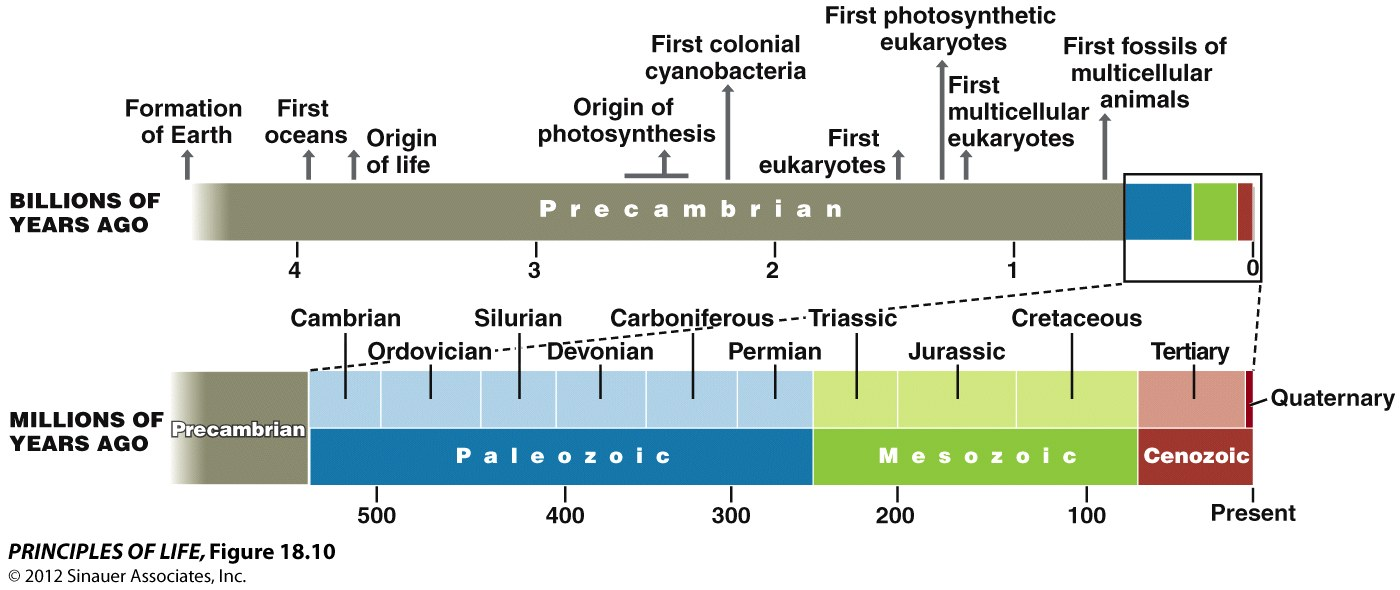 First photosynthetic
eukaryotes
First colonial
cyanobacteria
First fossils of
multicellular
animals
Formation
of Earth
First
oceans
Origin
of life
Origin of
photosynthesis
First
eukaryotes
First
multicellular
eukaryotes
BILLIONS OF
YEARS AGO
Precambrian
4 3 2 1 0
Cambrian Silurian Carboniferous Triassic Cretaceous
Ordovician Devonian Permian Jurassic Tertiary
Quaternary
MILLIONS OF
YEARS AGO
Precambrian
Paleozoic Mesozoic Cenozoic
500 400 300 200 100 Present
PRINCIPLES OF LIFE, Figure 18.10
© 2012 Sinauer Associates, Inc.